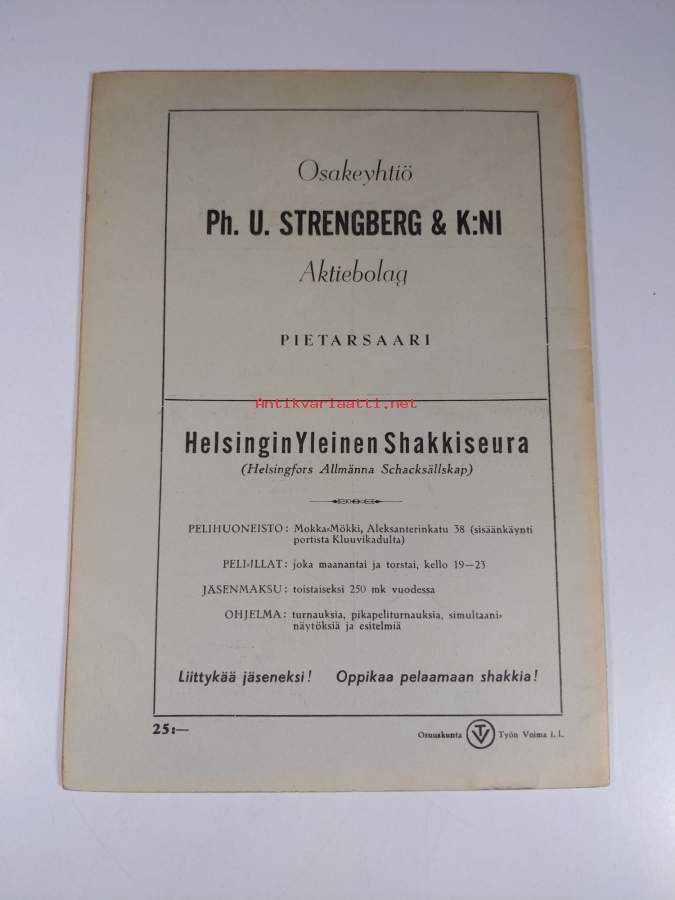 Osakeyhtiö
Ph. U. STRENGBERG & K:NI
Aktiebolag
PIETARSAARI
Antikvariaatti.net
Helsingin Yleinen Shakkiseura
(Helsingfors Allmänna Schacksällskap)
PELIHUONEISTO: Mokka-Mökki, Aleksanterinkatu 38 (sisäänkäynti
portista Kluuvikadulta)
PELI-ILLAT: joka maanantai ja torstai, kello 19—23
JÄSENMAKSU: toistaiseksi 250 mk vuodessa
OHJELMA: turnauksia, pikapeliturnauksia, simultaani-
näytöksiä ja esitelmiä
Liittykää jäseneksi! Oppikaa pelaamaan shakkia!
25:—
Osuuskunta TV Työn Voima i. l.